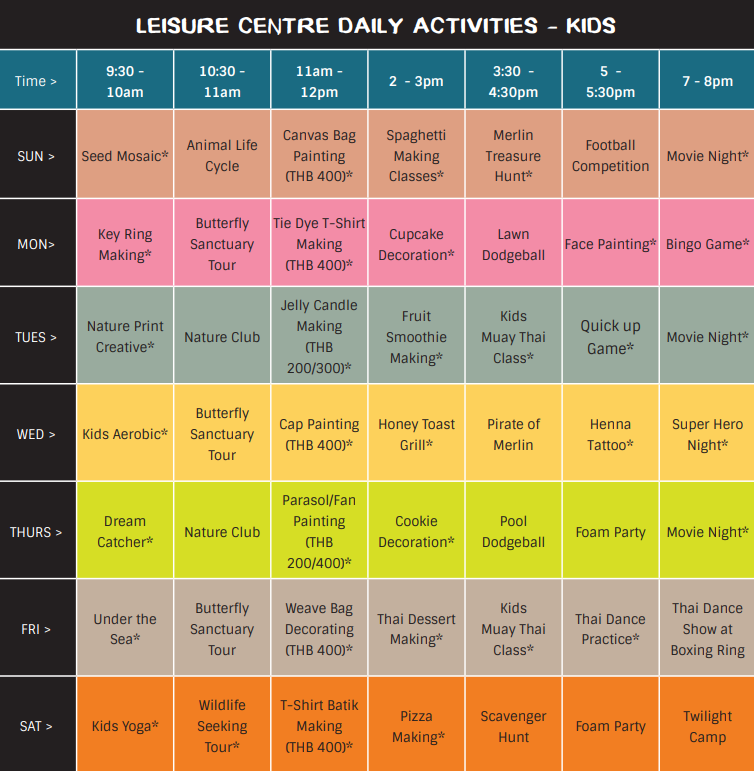 LEISURE CENTRE DAILY ACTIVITIES - KIDS
Time >
9:30 -
10am
10:30 -
11am
11am -
12pm
2 - 3pm
3:30 -
4:30pm
5 -
5:30pm
7 - 8pm
SUN >
Seed Mosaic*
Animal Life
Cycle
Canvas Bag
Painting
(THB 400)*
Spaghetti
Making
Classes*
Merlin
Treasure
Hunt*
Football
Competition
Movie Night*
MON>
Key Ring
Making*
Butterfly
Sanctuary
Tour
Tie Dye T-Shirt
Making
(THB 400)*
Cupcake
Decoration*
Lawn
Dodgeball
Face Painting*
Bingo Game*
TUES >
Nature Print
Creative*
Nature Club
Jelly Candle
Making
(THB
200/300)*
Fruit
Smoothie
Making*
Kids
Muay Thai
Class*
Quick up
Game*
Movie Night*
WED >
Kids Aerobic*
Butterfly
Sanctuary
Tour
Cap Painting
(THB 400)*
Honey Toast
Grill*
Pirate of
Merlin
Henna
Tattoo*
Super Hero
Night*
THURS >
Dream
Catcher*
Nature Club
Parasol/Fan
Painting
(THB
200/400)*
Cookie
Decoration*
Pool
Dodgeball
Foam Party
Movie Night*
FRI >
Under the
Sea*
Butterfly
Sanctuary
Tour
Weave Bag
Decorating
(THB 400)*
Thai Dessert
Making*
Kids
Muay Thai
Class*
Thai Dance
Practice*
Thai Dance
Show at
Boxing Ring
SAT >
Kids Yoga*
Wildlife
Seeking
Tour*
T-Shirt Batik
Making
(THB 400)*
Pizza
Making*
Scavenger
Hunt
Foam Party
Twilight
Camp